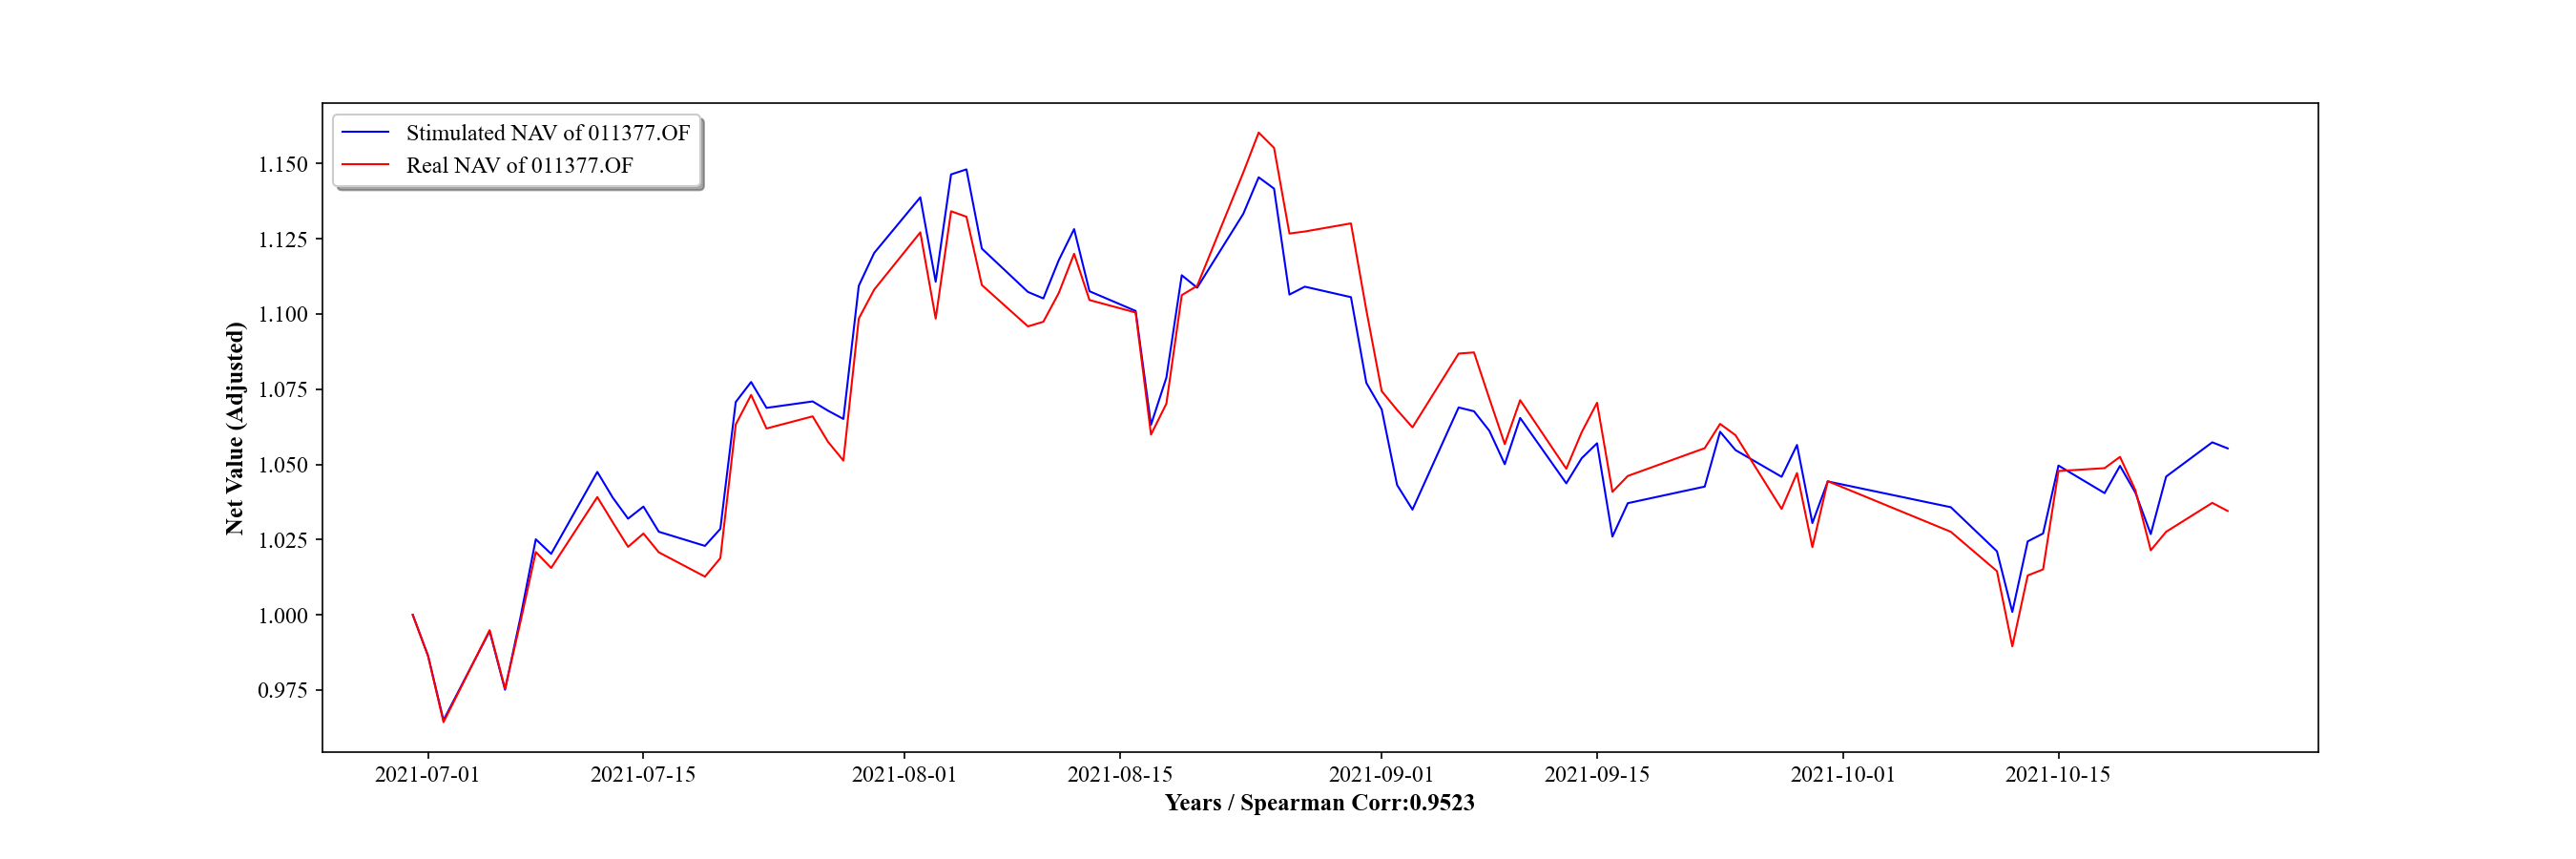 Stimulated NAV of 011377.OF
Real NAV of 011377.OF
1.150
1.125
1.100
1.075
1.050
1.025
1.000
0.975
Net Value (Adjusted)
2021-07-01 2021-07-15 2021-08-01 2021-08-15 2021-09-01 2021-09-15 2021-10-01 2021-10-15
Years / Spearman Corr:0.9523